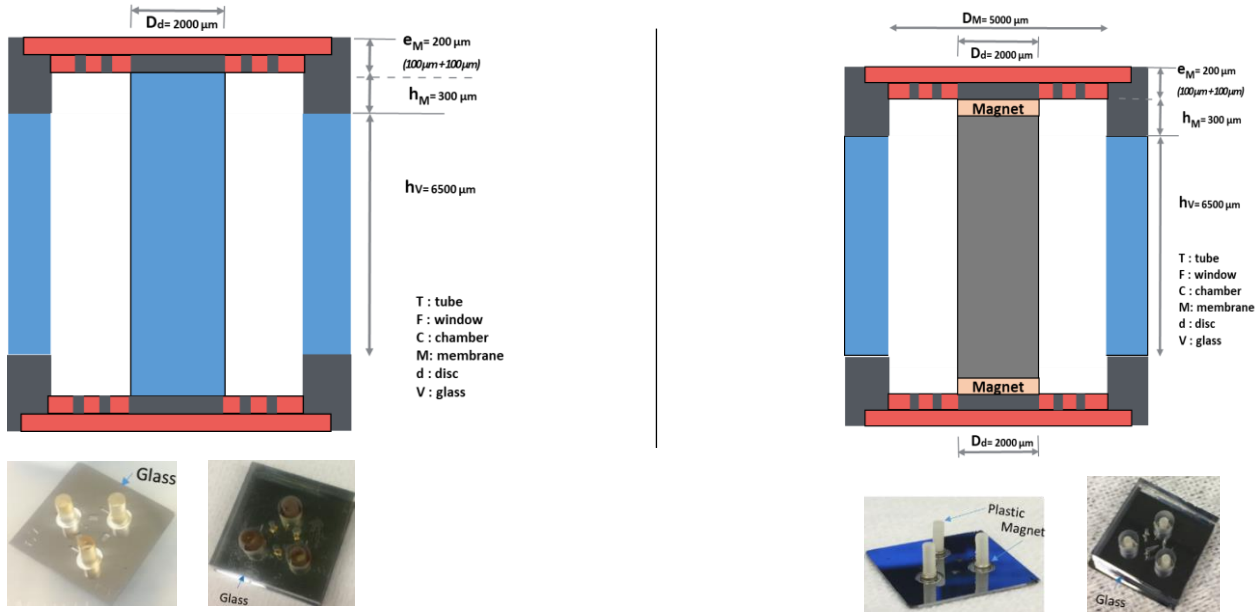 Dd= 2000 µm
eM= 200 µm
(100µm+100µm)
hM= 300 µm
hV= 6500 µm
T : tube
F : window
C : chamber
M: membrane
d : disc
V : glass
Glass
Glass
DM= 5000 µm
Dd= 2000 µm
eM= 200 µm
(100µm+100µm)
Magnet
hM= 300 µm
hV= 6500 µm
T : tube
F : window
C : chamber
M: membrane
d : disc
V : glass
Magnet
Dd= 2000 µm
Plastic
Magnet
Glass